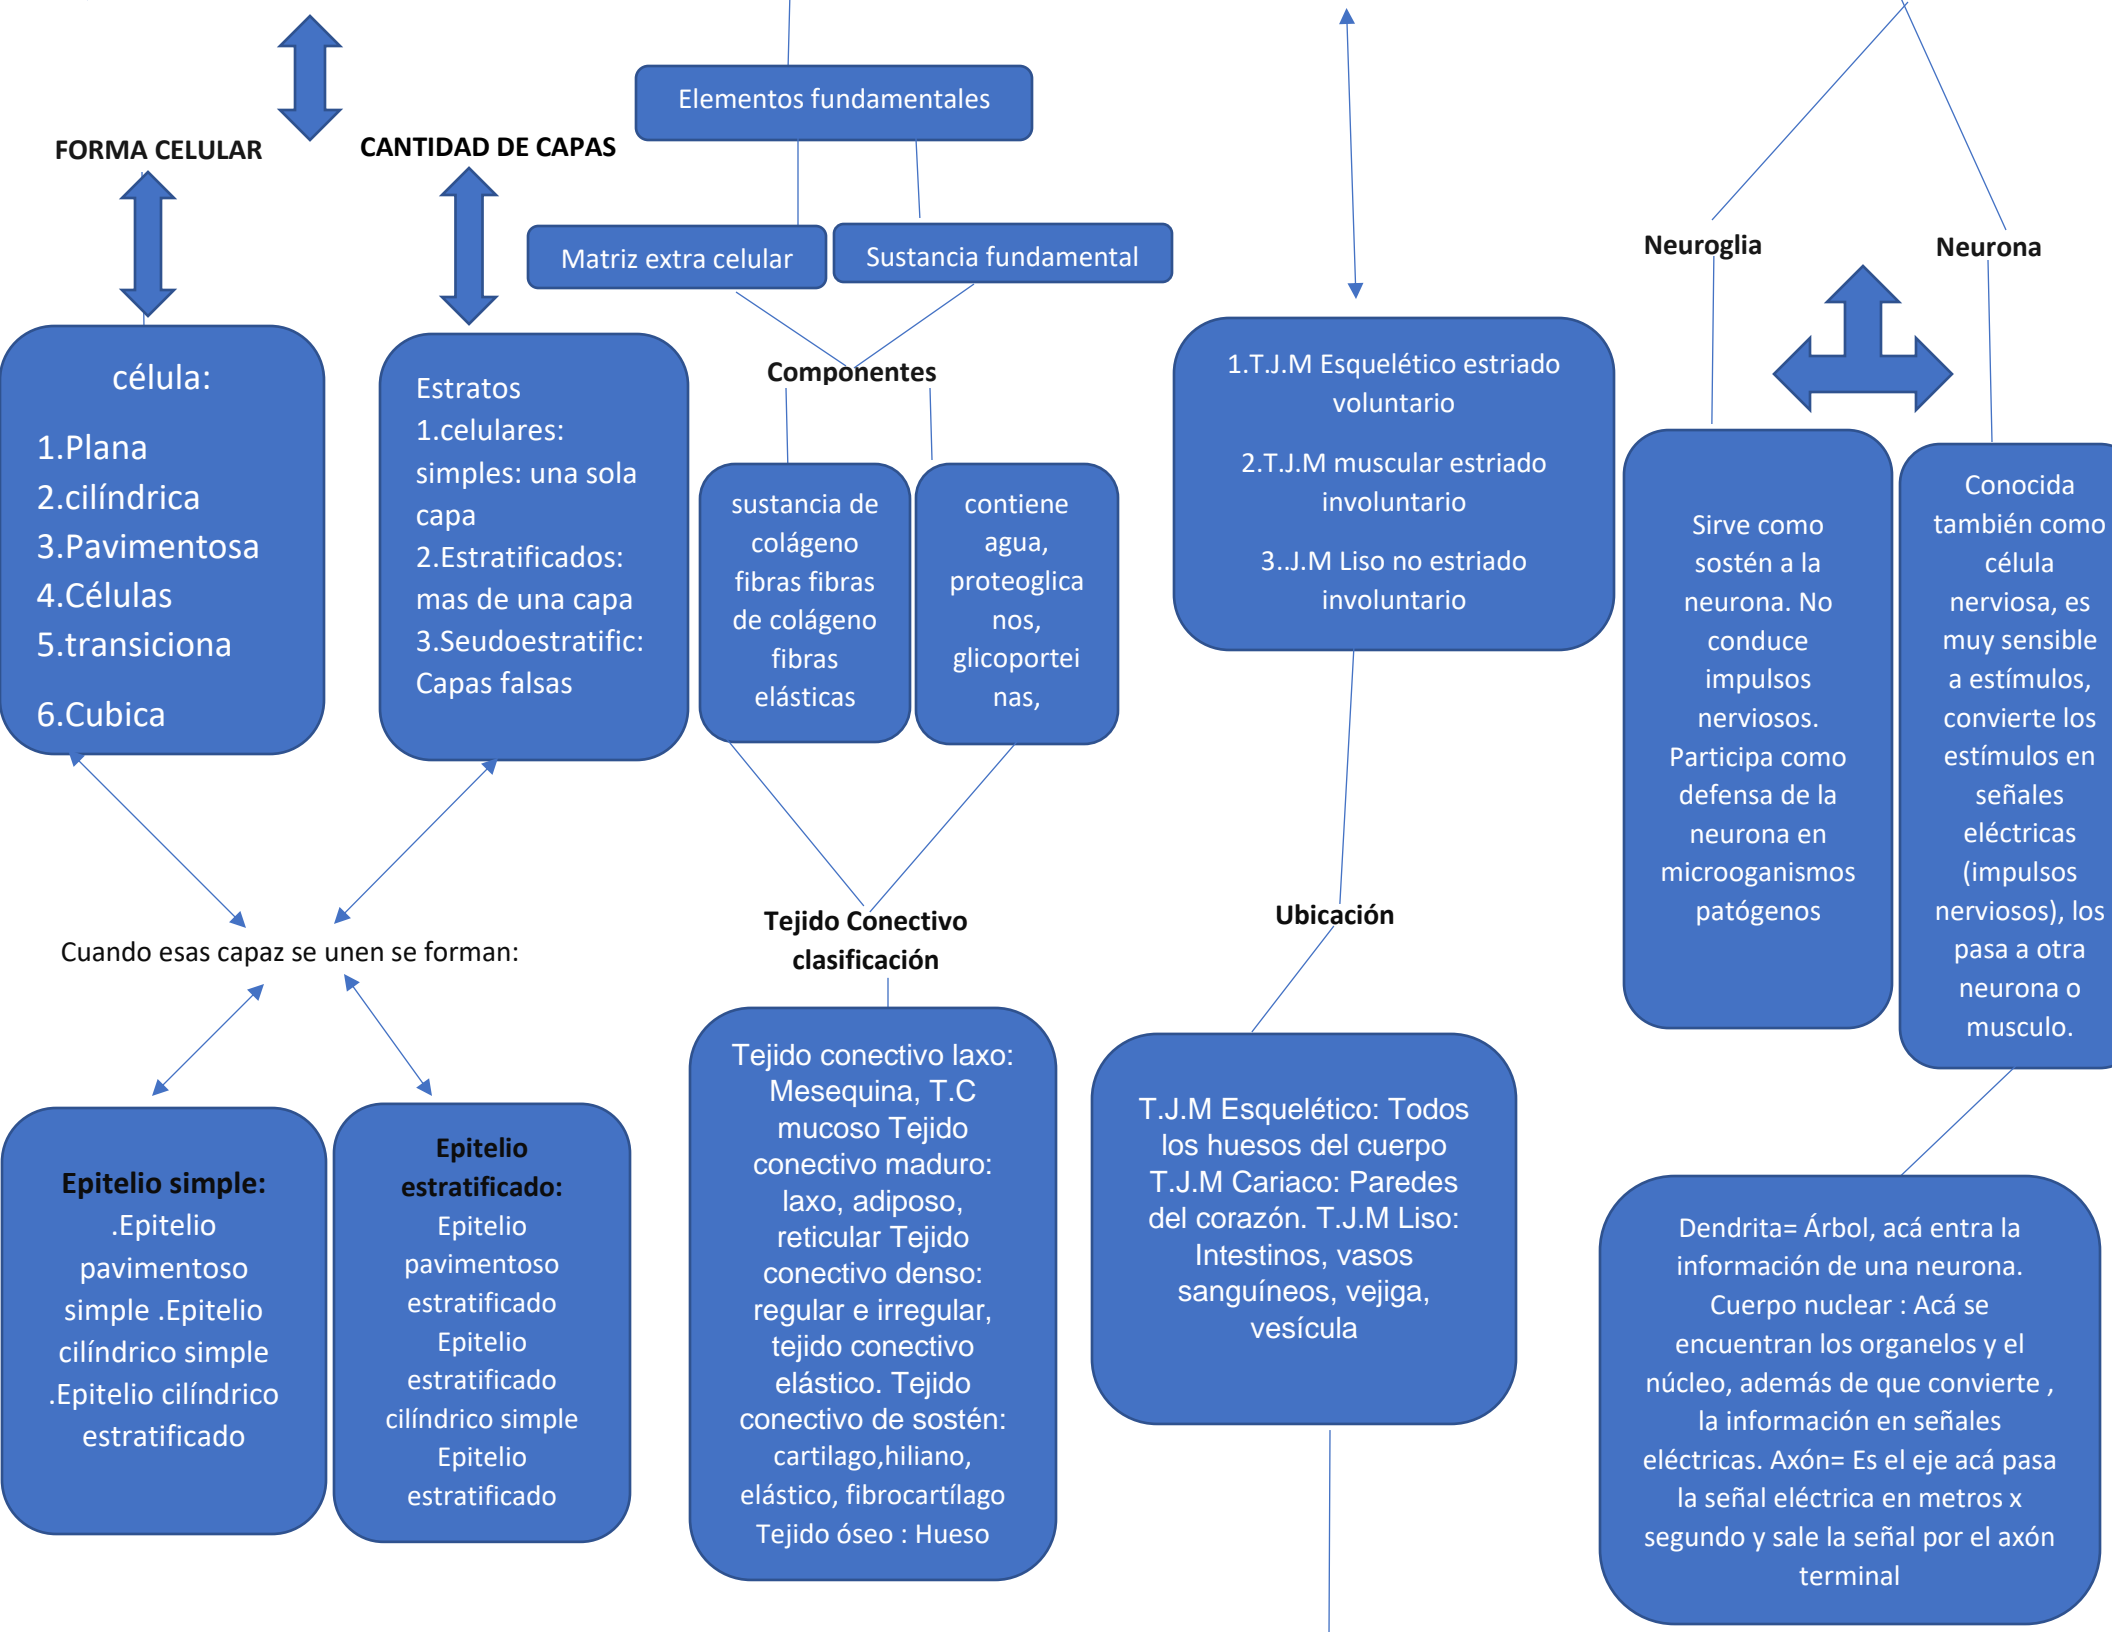 FORMA CELULAR
CANTIDAD DE CAPAS
célula:
1.Plana
2.cilíndrica
3.Pavimentosa
4.Células
5.transiciona
6.Cubica
Estratos
1.celulares:
simples: una sola
capa
2.Estratificados:
mas de una capa
3.Seudoestratific:
Capas falsas
Cuando esas capaz se unen se forman:
Epitelio simple:
.Epitelio
pavimentoso
simple .Epitelio
cilíndrico simple
.Epitelio cilíndrico
estratificado
Epitelio
estratificado:
Epitelio
pavimentoso
estratificado
Epitelio
estratificado
cilíndrico simple
Epitelio
estratificado
Elementos fundamentales
Matriz extra celular
Sustancia fundamental
Componentes
sustancia de
colágeno
fibras fibras
de colágeno
fibras
elásticas
contiene
agua,
proteoglica
nos,
glicoportei
nas,
Tejido Conectivo
clasificación
Tejido conectivo laxo:
Mesequina, T.C
mucoso Tejido
conectivo maduro:
laxo, adiposo,
reticular Tejido
conectivo denso:
regular e irregular,
tejido conectivo
elástico. Tejido
conectivo de sostén:
cartilago,hiliano,
elástico, fibrocartílago
Tejido óseo : Hueso
1.T.J.M Esquelético estriado
voluntario
2.T.J.M muscular estriado
involuntario
3..J.M Liso no estriado
involuntario
Ubicación
T.J.M Esquelético: Todos
los huesos del cuerpo
T.J.M Cariaco: Paredes
del corazón. T.J.M Liso:
Intestinos, vasos
sanguíneos, vejiga,
vesícula
Neuroglia
Neurona
Sirve como
sostén a la
neurona. No
conduce
impulsos
nerviosos.
Participa como
defensa de la
neurona en
microoganismos
patógenos
Conocida
también como
célula
nerviosa, es
muy sensible
a estímulos,
convierte los
estímulos en
señales
eléctricas
(impulsos
nerviosos), los
pasa a otra
neurona o
musculo.
Dendrita= Árbol, acá entra la
información de una neurona.
Cuerpo nuclear : Acá se
encuentran los organelos y el
núcleo, además de que convierte ,
la información en señales
eléctricas. Axón= Es el eje acá pasa
la señal eléctrica en metros x
segundo y sale la señal por el axón
terminal